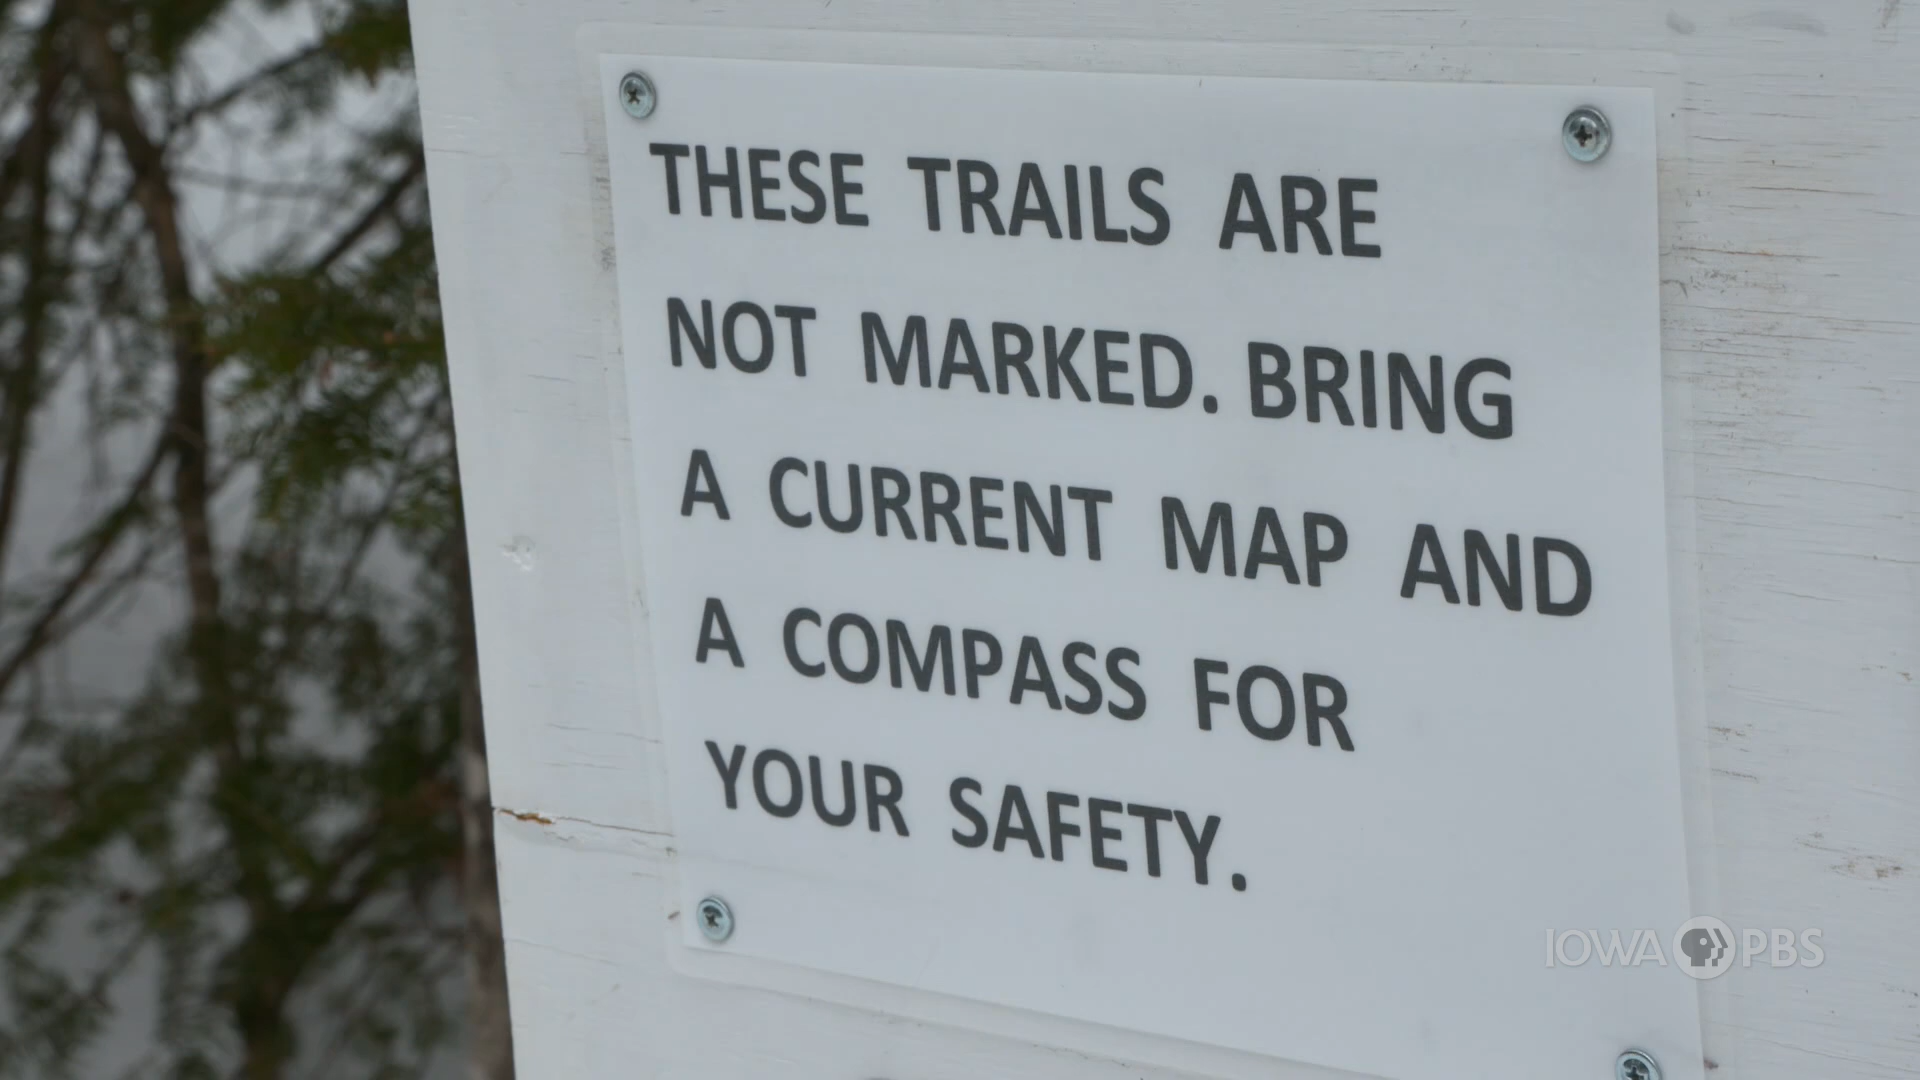 THESE TRAILS ARE
NOT MARKED. BRING
A CURRENT MAP AND
A COMPASS FOR
YOUR SAFETY.
IOWA PBS